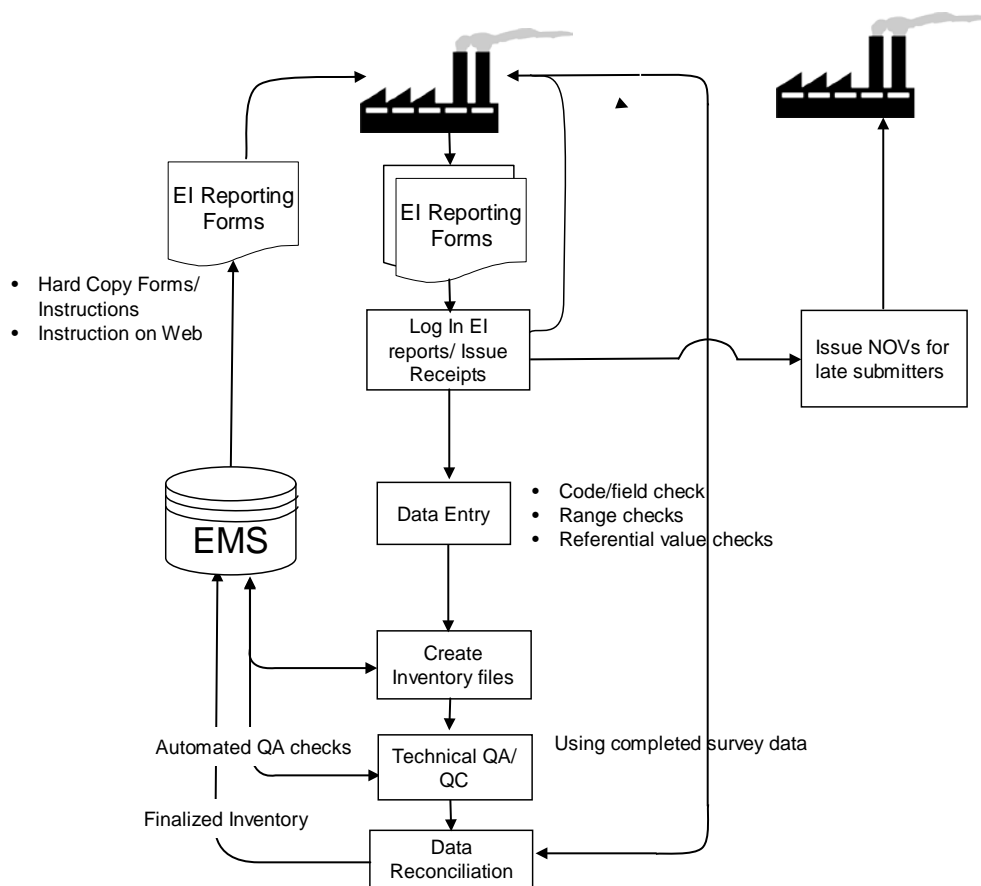 EI Reporting
Forms
EI Reporting
Forms
• Hard Copy Forms/
Instructions
• Instruction on Web
Log In EI
reports/ Issue
Receipts
Issue NOVs for
late submitters
Data Entry
• Code/field check
• Range checks
• Referential value checks
EMS
Create
Inventory files
Automated QA checks
Technical QA/
QC
Using completed survey data
Finalized Inventory
Data
Reconciliation